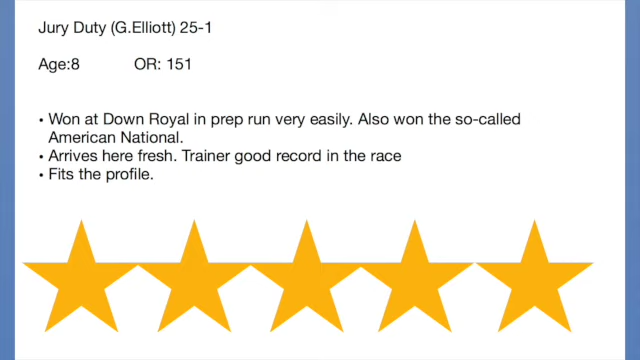 Jury Duty (G.Elliott) 25-1
Age:8 OR: 151
• Won at Down Royal in prep run very easily. Also won the so-called
American National.
• Arrives here fresh. Trainer good record in the race
• Fits the profile.